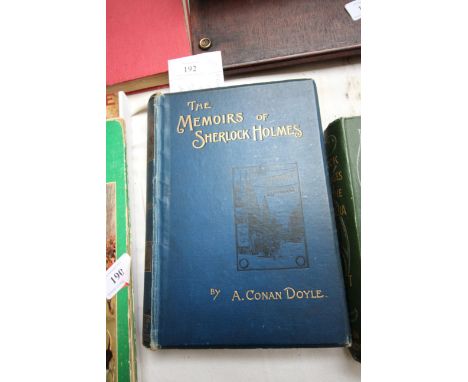 192
THE
MEMOIRS OF
SHERLOCK HOLMES
BY A. CONAN DOYLE.
190